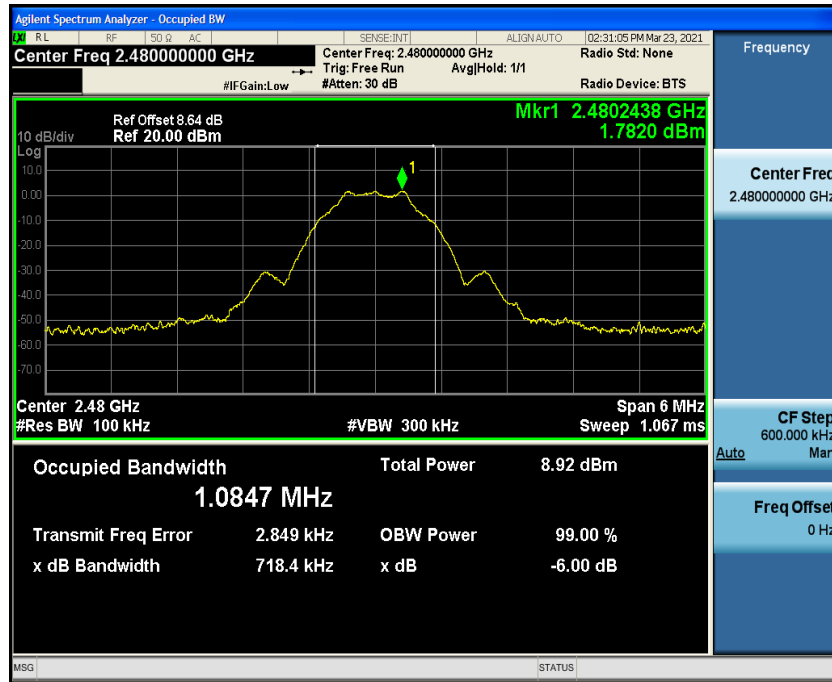 Agilent Spectrum Analyzer - Occupied BW
LXI RL RF 50 Ω AC SENSE:INT ALIGN AUTO 02:31:05 PM Mar 23, 2021
Center Freq 2.480000000 GHz
Center Freq: 2.480000000 GHz
Radio Std: None
Trig: Free Run Avg|Hold: 1/1
#IFGain:Low
#Atten: 30 dB
Radio Device: BTS
Ref Offset 8.64 dB
Mkr1 2.4802438 GHz
10 dB/div Ref 20.00 dBm
1.7820 dBm
Log
10.0
0.00
-10.0
-20.0
-30.0
-40.0
-50.0
-60.0
-70.0
1
Center 2.48 GHz
Span 6 MHz
#Res BW 100 kHz
#VBW 300 kHz
Sweep 1.067 ms
Occupied Bandwidth
Total Power 8.92 dBm
1.0847 MHz
Transmit Freq Error 2.849 kHz
OBW Power 99.00 %
x dB Bandwidth 718.4 kHz
x dB -6.00 dB
Frequency
Center Freq
2.480000000 GHz
CF Step
600.000 kHz
Auto Man
Freq Offset
0 Hz
MSG STATUS